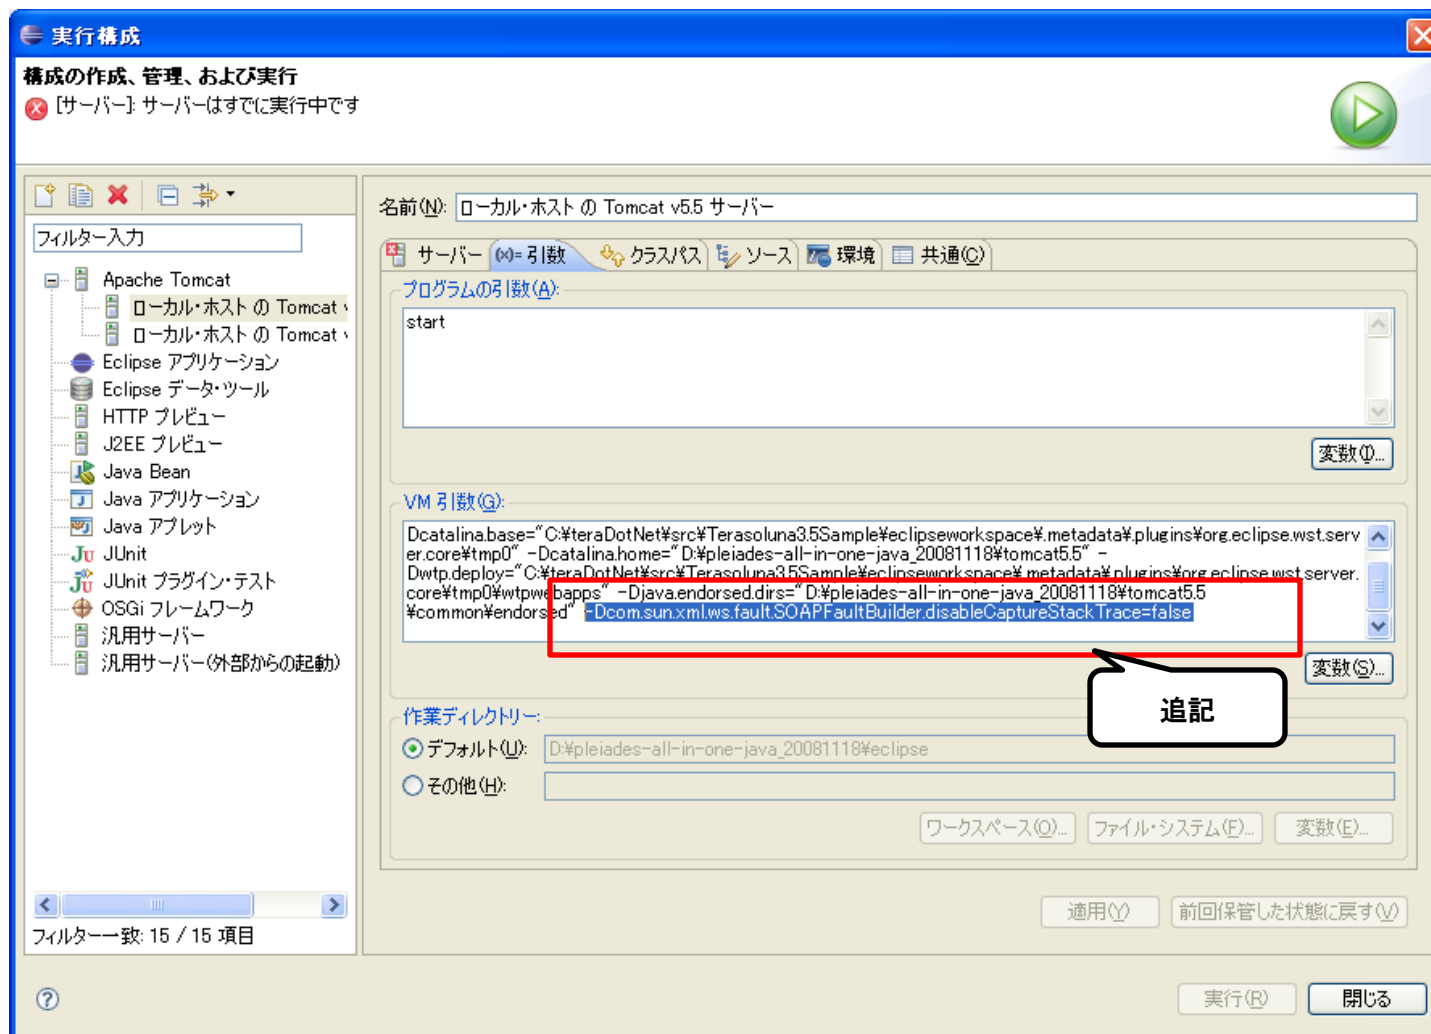 実行構成
構成の作成、管理、および実行
[サーバー]: サーバーはすでに実行中です
名前(N): ローカル・ホスト の Tomcat v5.5 サーバー
フィルター入力
サーバー (x)= 引数 クラスパス ソース 環境 共通(C)
Apache Tomcat
ローカル・ホスト の Tomcat v
ローカル・ホスト の Tomcat v
Eclipse アプリケーション
Eclipse データ・ツール
HTTP プレビュー
J2EE プレビュー
Java Bean
Java アプリケーション
Java アプレット
JUnit
JUnit プラグイン・テスト
OSGi フレームワーク
汎用サーバー
汎用サーバー(外部からの起動)
フィルター一致: 15 / 15 項目
プログラムの引数(A):
start
変数(I)...
VM 引数(G):
Dcatalina.base="C:¥teraDotNet¥src¥Terasoluna3.5Sample¥eclipseworkspace¥.metadata¥.plugins¥org.eclipse.wst.serv
er.core¥tmp0" -Dcatalina.home="D:¥pleiades-all-in-one-java_20081118¥tomcat5.5" -
Dwtp.deploy="C:¥teraDotNet¥src¥Terasoluna3.5Sample¥eclipseworkspace¥.metadata¥.plugins¥org.eclipse.wst.server.
core¥tmp0¥wtpwebapps" -Djava.endorsed.dirs="D:¥pleiades-all-in-one-java_20081118¥tomcat5.5
¥common¥endorsed" -Dcom.sun.xml.ws.fault.SOAPFaultBuilder.disableCaptureStackTrace=false
変数(S)...
追記
作業ディレクトリー:
デフォルト(U): D:¥pleiades-all-in-one-java_20081118¥eclipse
その他(H):
ワークスペース(O)... ファイル・システム(F)... 変数(E)...
適用(Y) 前回保管した状態に戻す(V)
実行(R) 閉じる